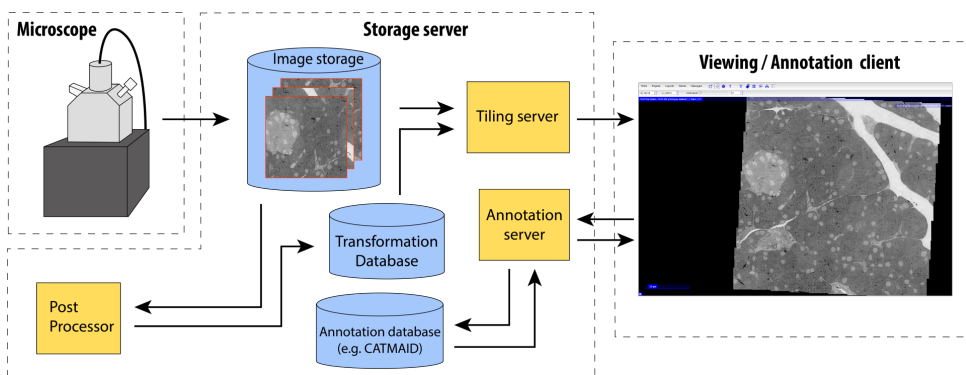 Microscope
Storage server
Image storage
Viewing / Annotation client
Tiling server
Annotation
server
Transformation
Database
Post
Processor
Annotation database
(e.g. CATMAID)